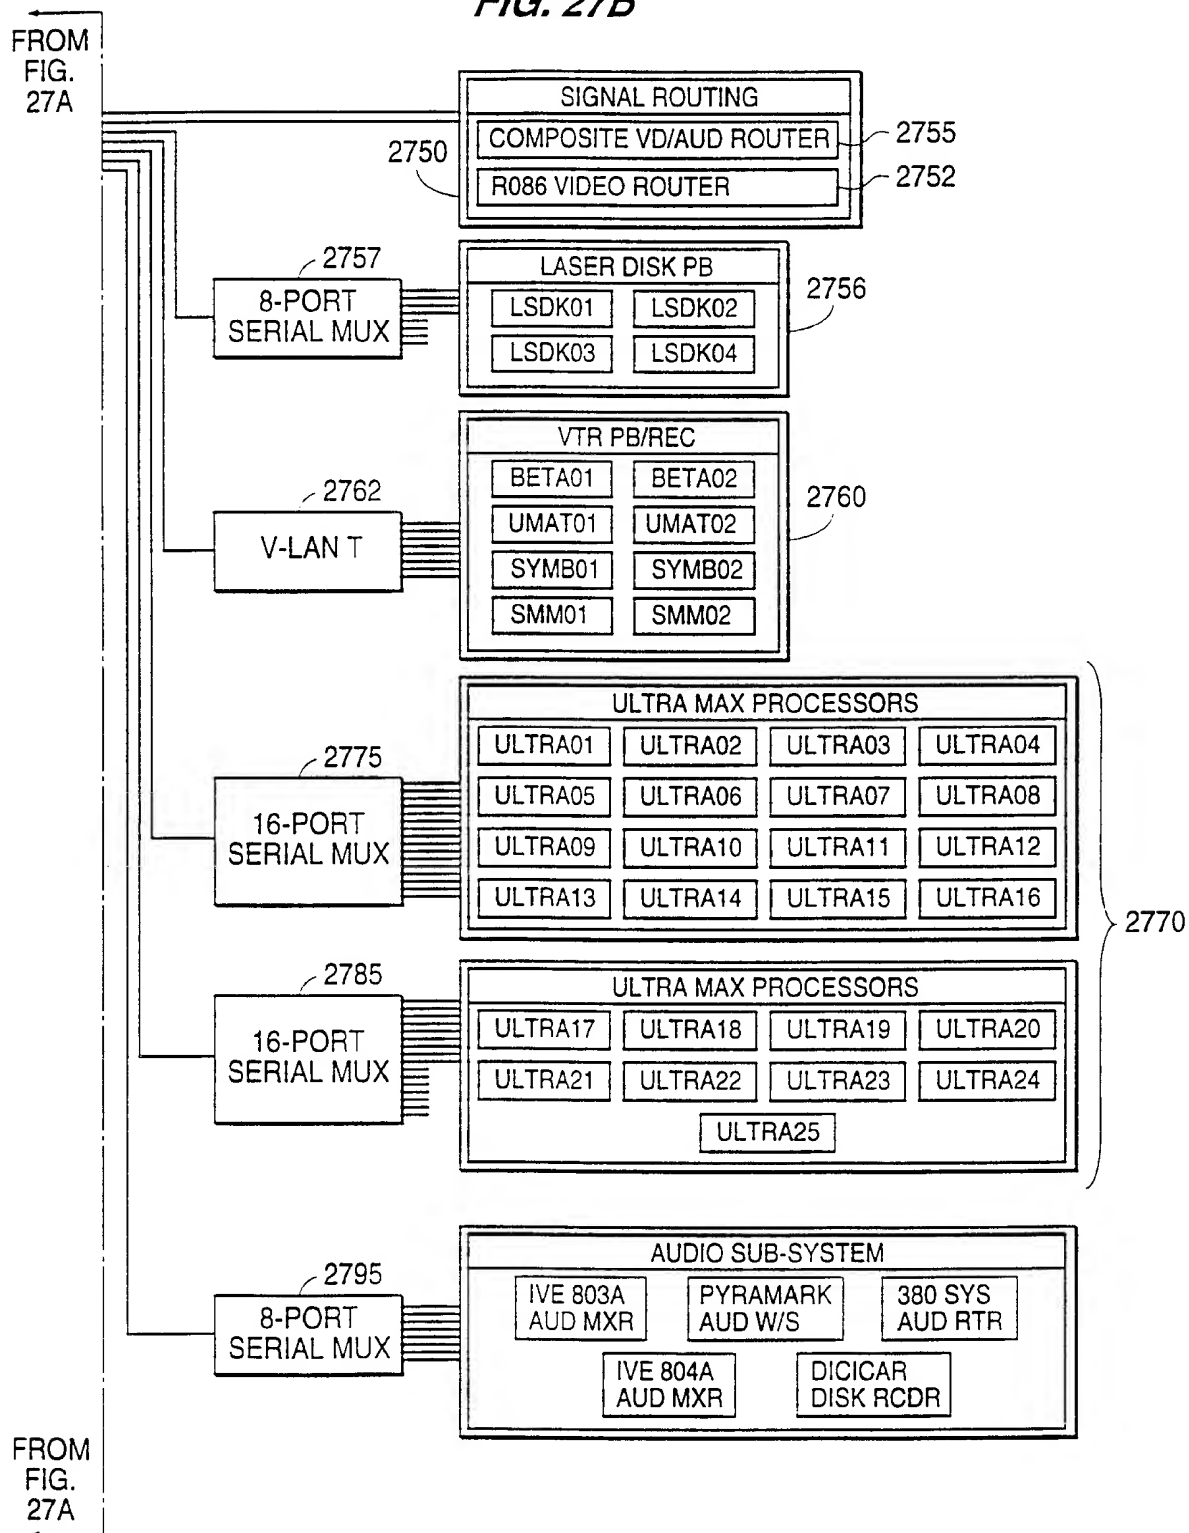 FIG. 27B
FROM
FIG.
27A
SIGNAL ROUTING
COMPOSITE VD/AUD ROUTER
2755
2750
R086 VIDEO ROUTER
2752
2757
8-PORT
SERIAL MUX
LASER DISK PB
LSDK01 LSDK02
LSDK03 LSDK04
2756
VTR PB/REC
BETA01 BETA02
UMAT01 UMAT02
SYMB01 SYMB02
SMM01 SMM02
2760
2762
V-LAN T
ULTRA MAX PROCESSORS
ULTRA01 ULTRA02 ULTRA03 ULTRA04
ULTRA05 ULTRA06 ULTRA07 ULTRA08
ULTRA09 ULTRA10 ULTRA11 ULTRA12
ULTRA13 ULTRA14 ULTRA15 ULTRA16
2775
16-PORT
SERIAL MUX
2770
2785
16-PORT
SERIAL MUX
ULTRA MAX PROCESSORS
ULTRA17 ULTRA18 ULTRA19 ULTRA20
ULTRA21 ULTRA22 ULTRA23 ULTRA24
ULTRA25
2795
8-PORT
SERIAL MUX
AUDIO SUB-SYSTEM
IVE 803A
AUD MXR
PYRAMARK
AUD W/S
380 SYS
AUD RTR
IVE 804A
AUD MXR
DICICAR
DISK RCDR
FROM
FIG.
27A